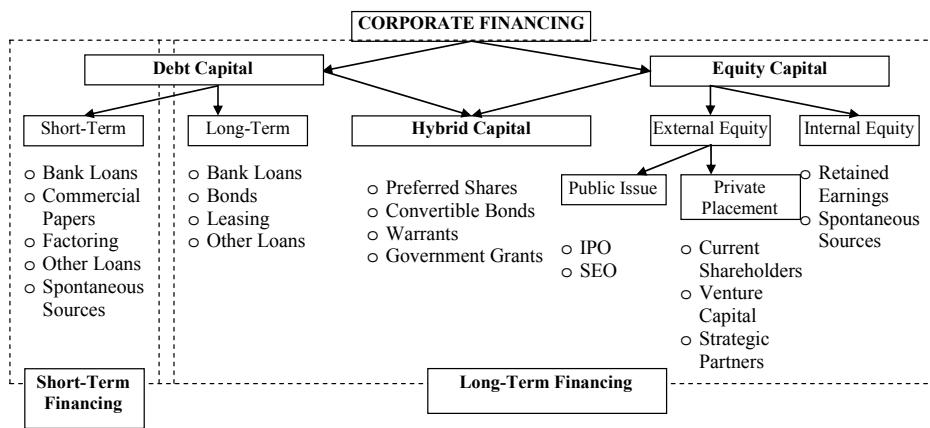 CORPORATE FINANCING
Debt Capital
Equity Capital
Short-Term
Long-Term
Hybrid Capital
External Equity
Internal Equity
o Bank Loans
o Commercial
Papers
o Factoring
o Other Loans
o Spontaneous
Sources
o Bank Loans
o Bonds
o Leasing
o Other Loans
o Preferred Shares
o Convertible Bonds
o Warrants
o Government Grants
Public Issue
o IPO
o SEO
Private
Placement
o Current
Shareholders
o Venture
Capital
o Strategic
Partners
o Retained
Earnings
o Spontaneous
Sources
Short-Term
Financing
Long-Term Financing